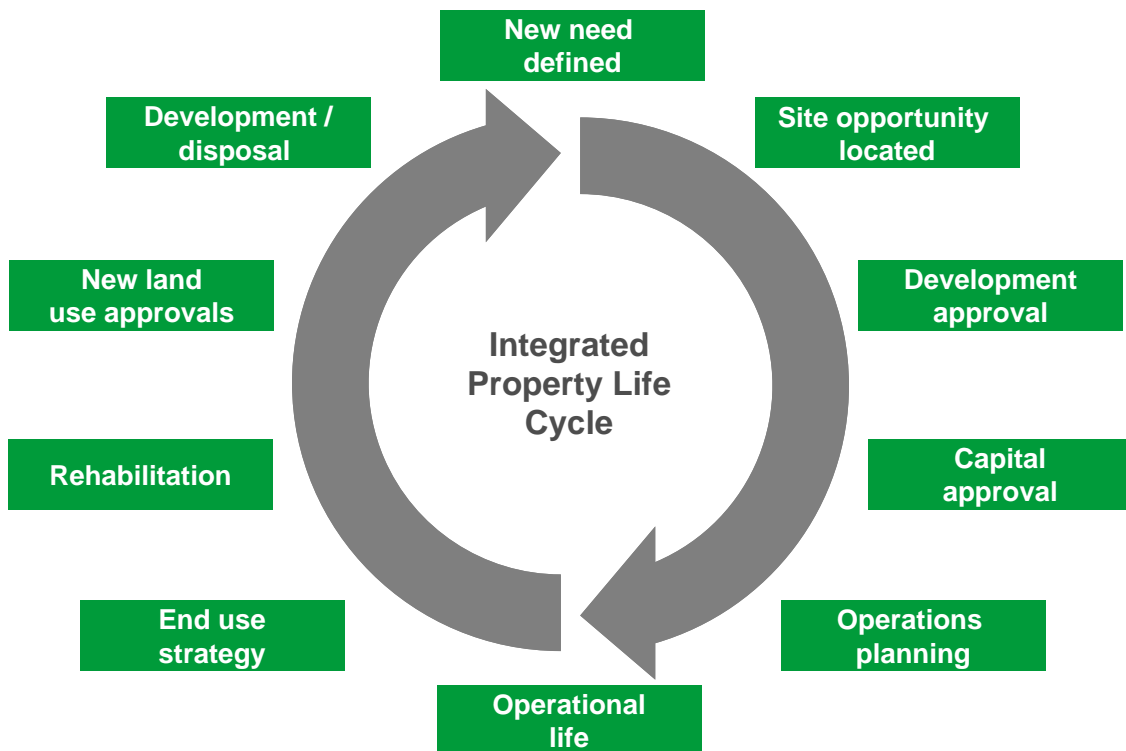 New need
defined
Site opportunity
located
Development
approval
Capital
approval
Operations
planning
Operational
life
End use
strategy
Rehabilitation
New land
use approvals
Development /
disposal
Integrated
Property Life
Cycle